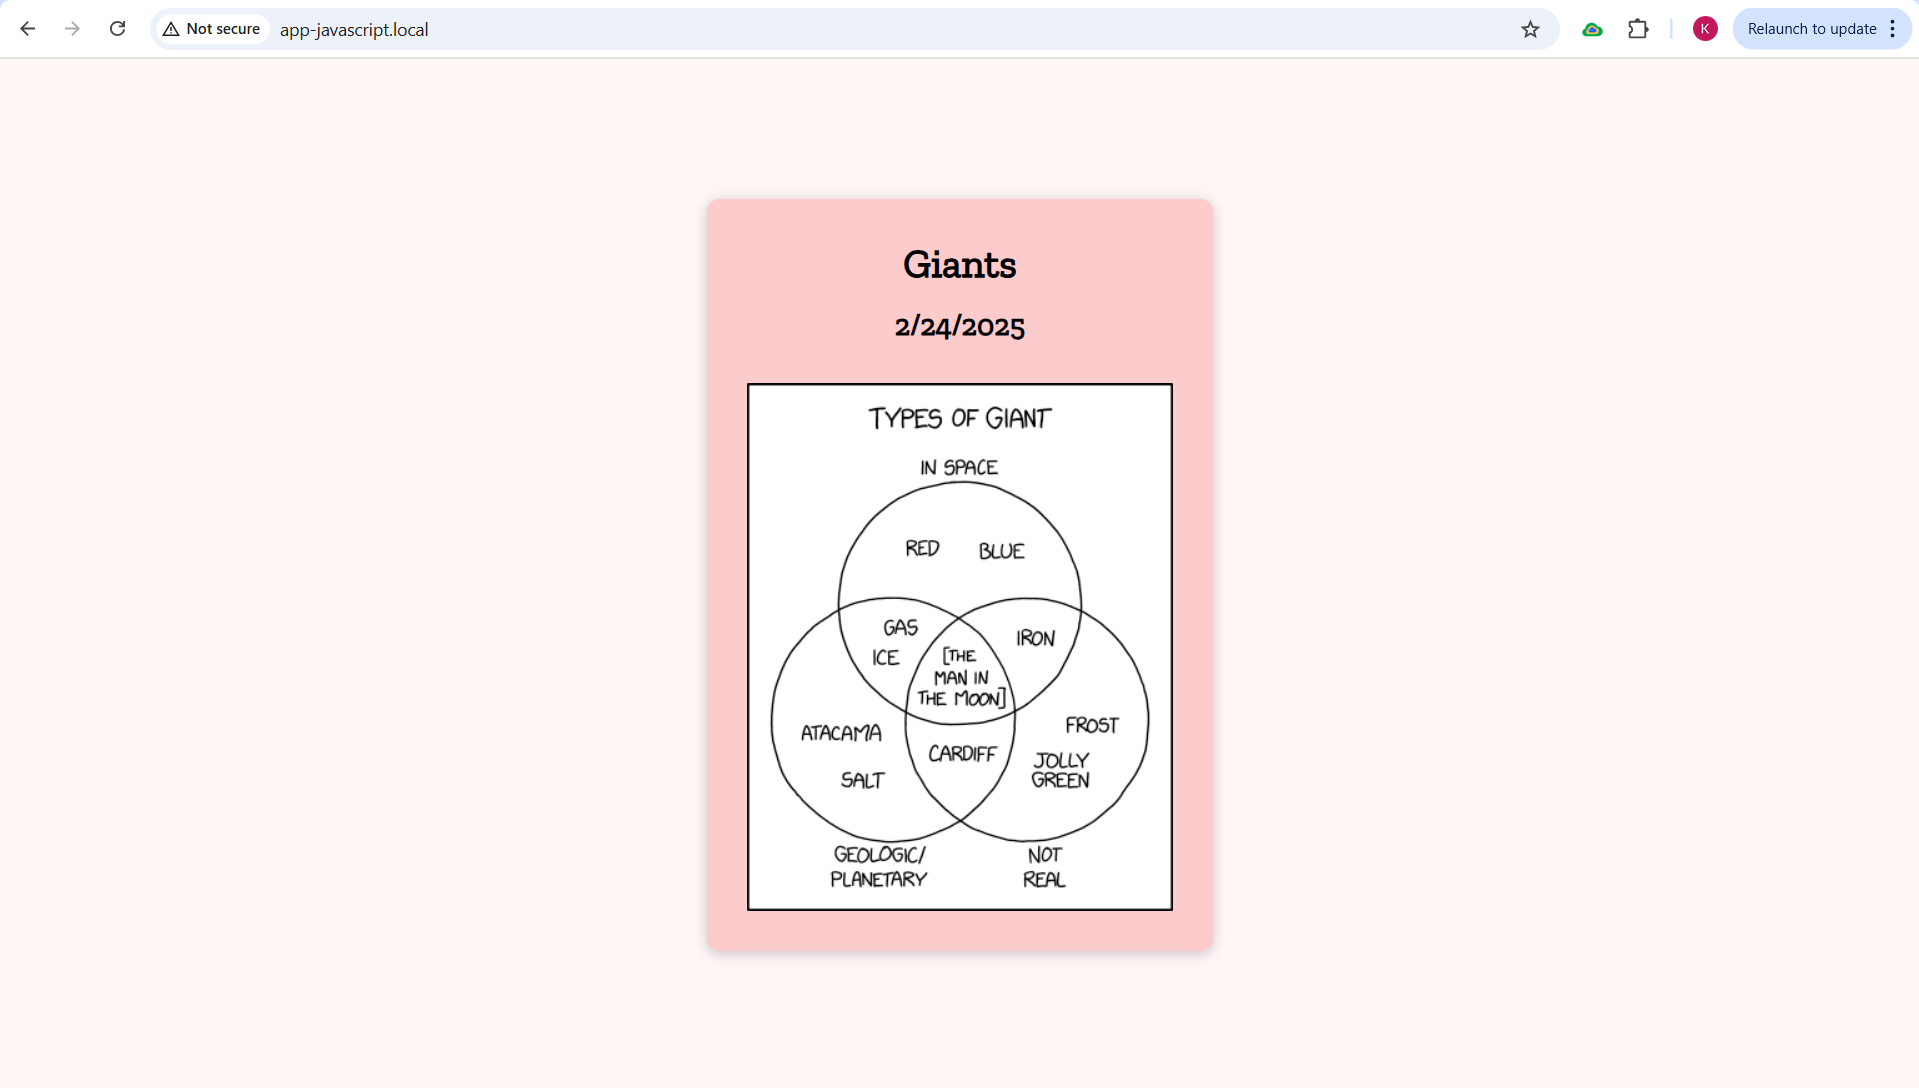 Not secure
app-javascript.local
K
Relaunch to update
Giants
2/24/2025
TYPES OF GIANT
IN SPACE
RED
BLUE
GAS
ICE
[THE
MAN IN
THE MOON]
IRON
ATACAMA
SALT
CARDIFF
FROST
JOLLY
GREEN
GEOLOGIC/
PLANETARY
NOT
REAL